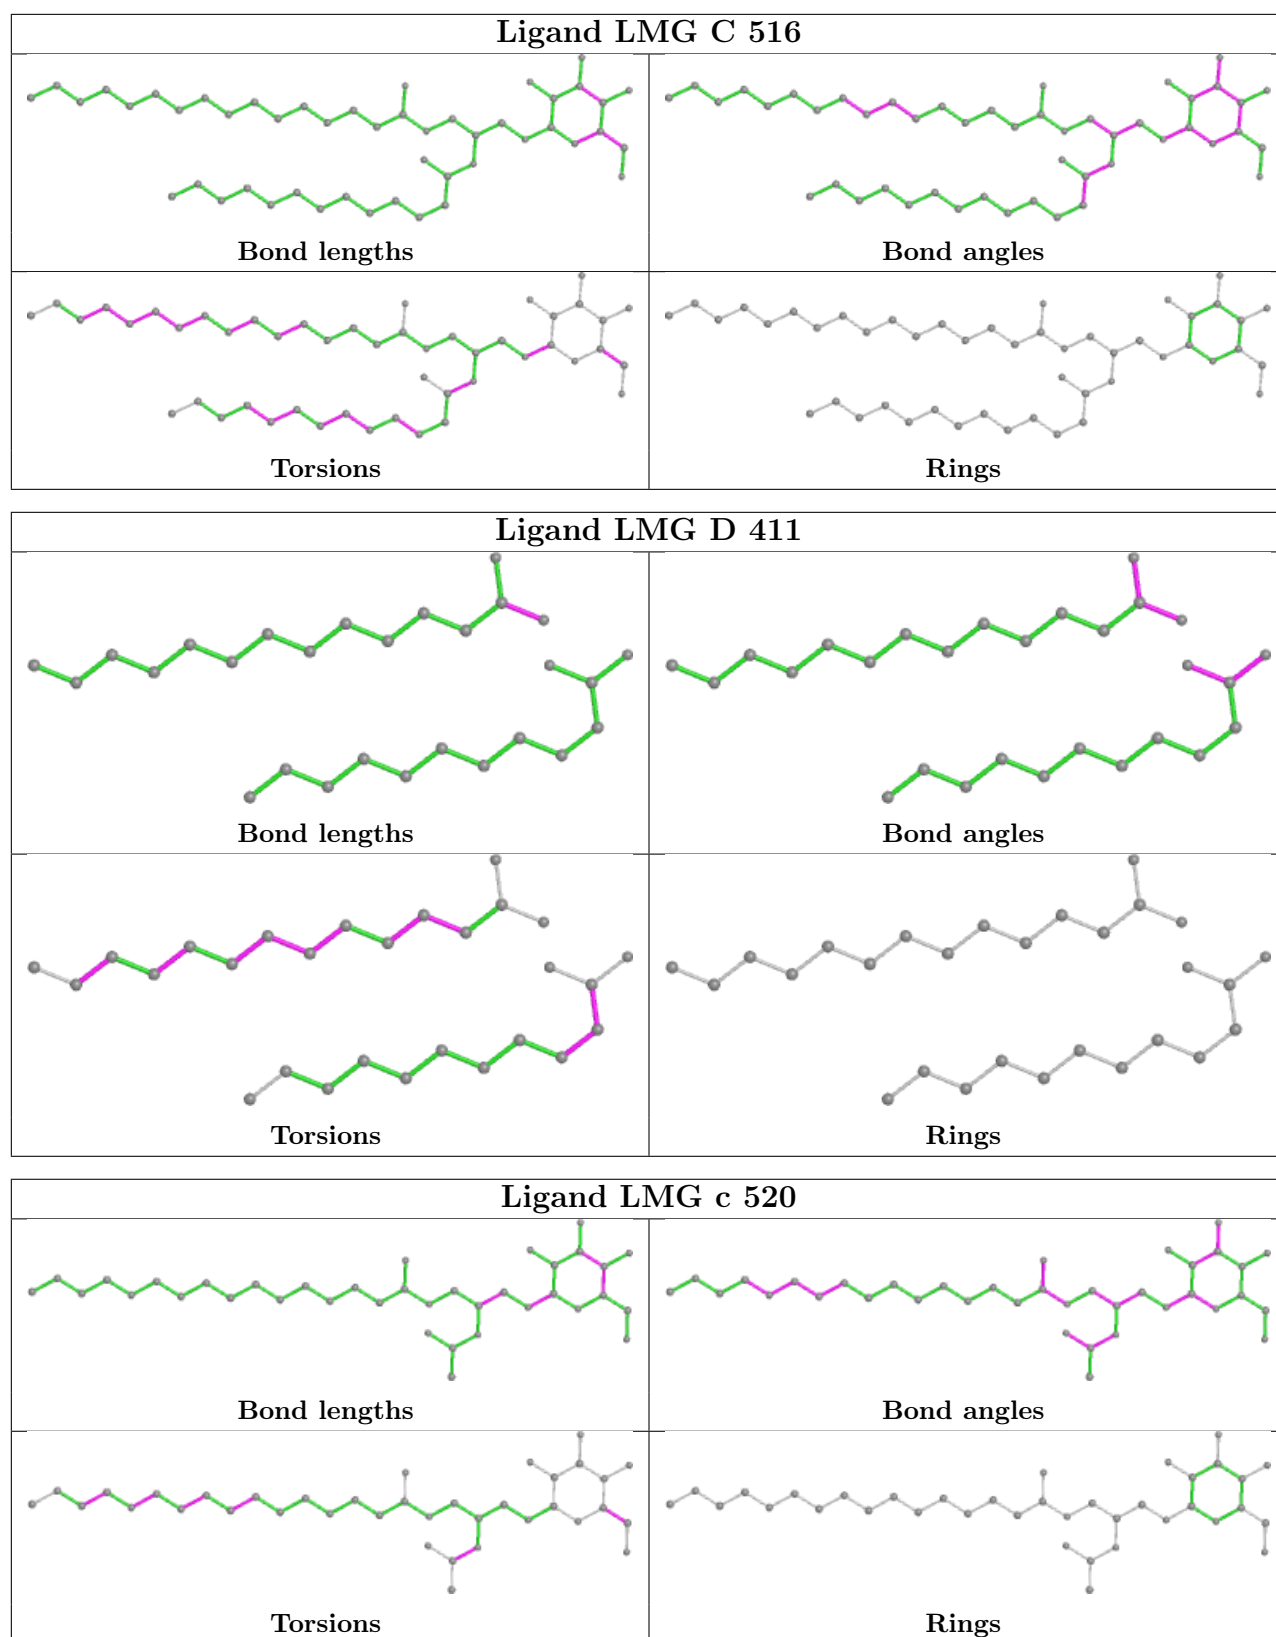 Ligand LMG C 516
Bond lengths
Bond angles
Torsions
Rings
Ligand LMG D 411
Bond lengths
Bond angles
Torsions
Rings
Ligand LMG c 520
Bond lengths
Bond angles
Torsions
Rings